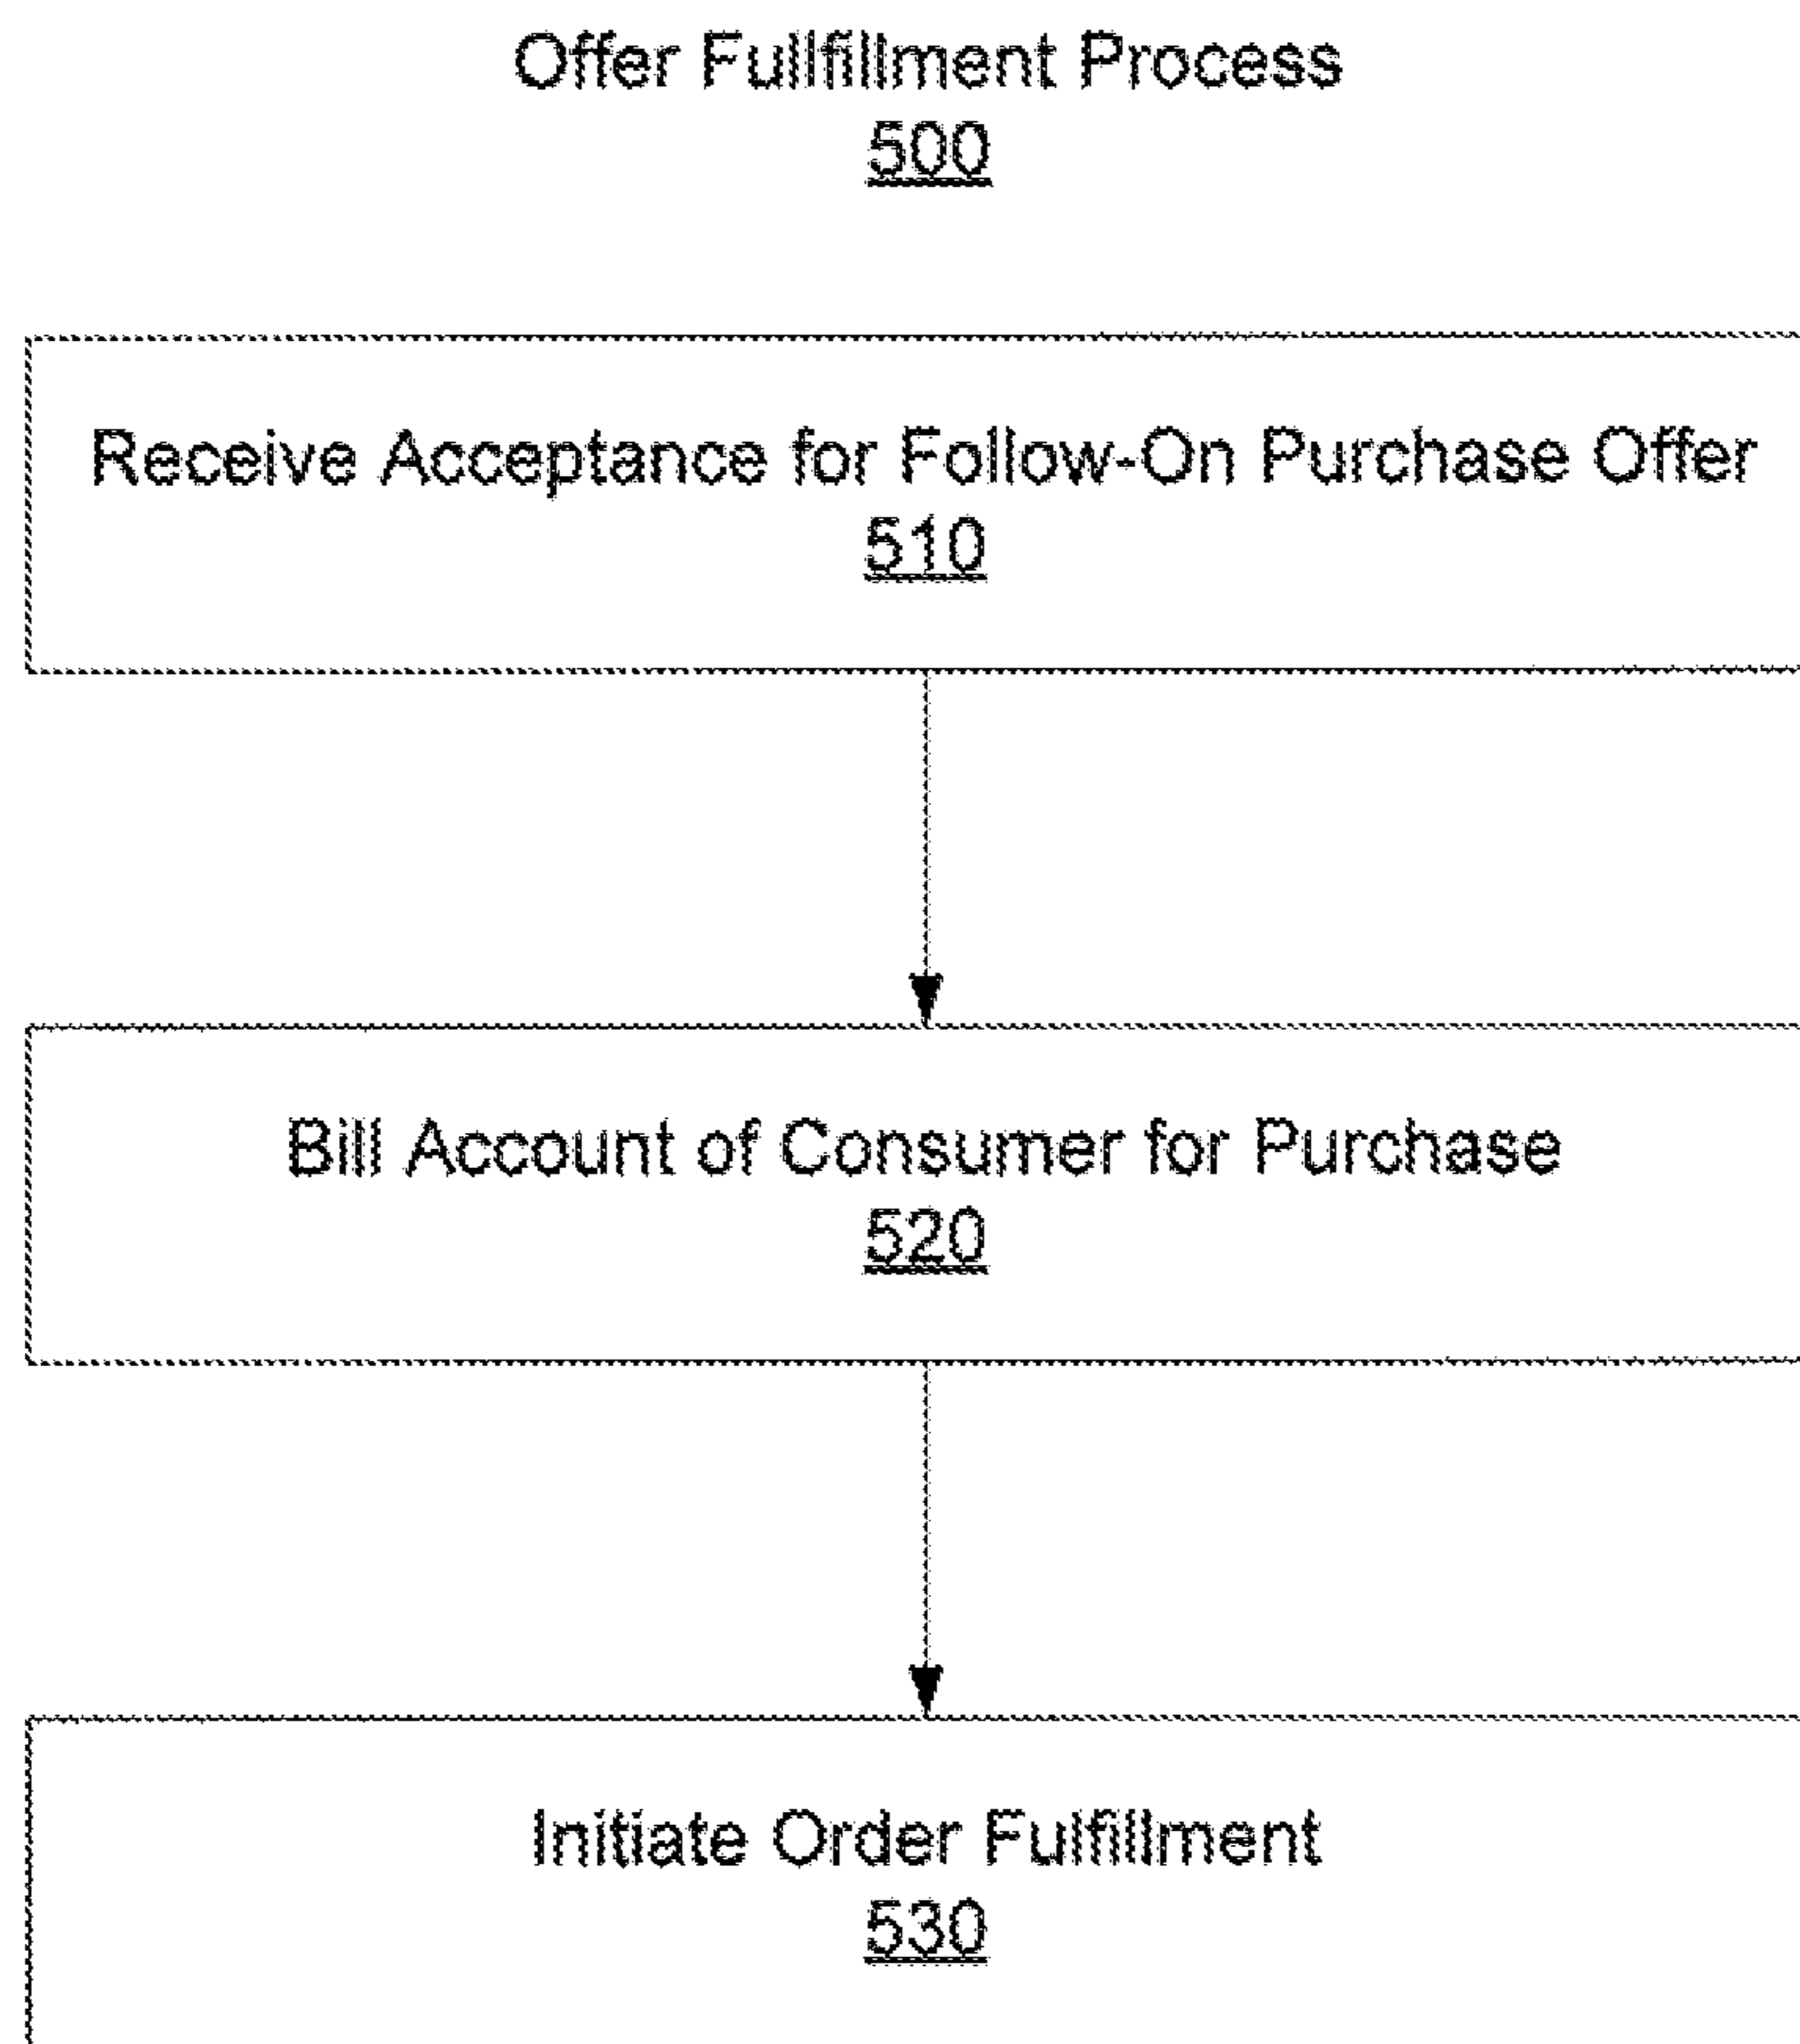 Offer Fullfillment Process
500
Receive Acceptance for Follow-On Purchase Offer
510
Bill Account of Consumer for Purchase
520
Initiate Order Fulfillment
530